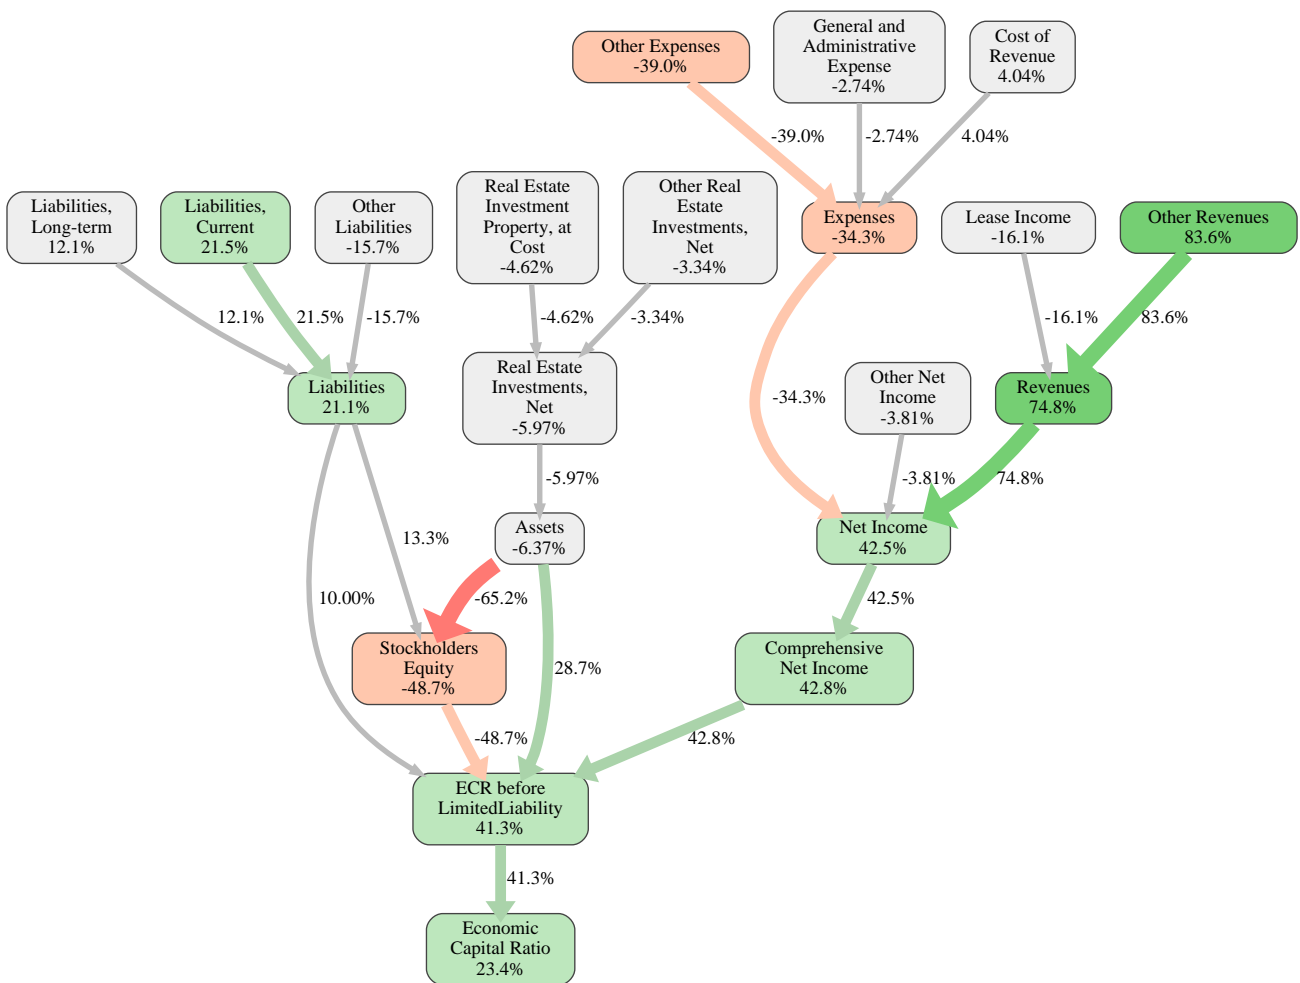 Other Expenses
-39.0%
General and
Administrative
Expense
-2.74%
Cost of
Revenue
4.04%
-39.0%
-2.74%
4.04%
Liabilities,
Long-term
12.1%
Liabilities,
Current
21.5%
Other
Liabilities
-15.7%
Real Estate
Investment
Property, at
Cost
-4.62%
Other Real
Estate
Investments,
Net
-3.34%
Expenses
-34.3%
Lease Income
-16.1%
Other Revenues
83.6%
12.1%
21.5%
-15.7%
-4.62%
-3.34%
-16.1%
83.6%
Liabilities
21.1%
Real Estate
Investments,
Net
-5.97%
-34.3%
Other Net
Income
-3.81%
Revenues
74.8%
-5.97%
-3.81%
74.8%
Assets
-6.37%
Net Income
42.5%
13.3%
10.00%
-65.2%
42.5%
Stockholders
Equity
-48.7%
28.7%
Comprehensive
Net Income
42.8%
-48.7%
42.8%
ECR before
LimitedLiability
41.3%
41.3%
Economic
Capital Ratio
23.4%